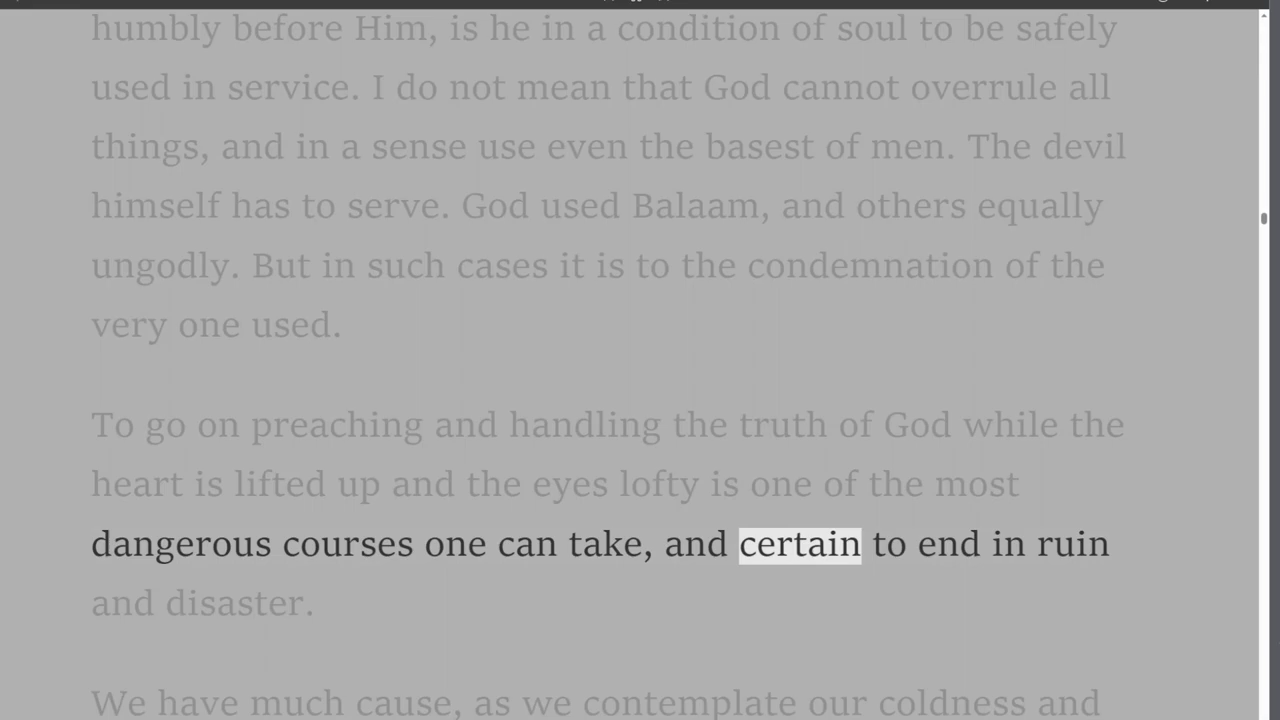 humbly before Him, is he in a condition of soul to be safely
used in service. I do not mean that God cannot overrule all
things, and in a sense use even the basest of men. The devil
himself has to serve. God used Balaam, and others equally
ungodly. But in such cases it is to the condemnation of the
very one used.
To go on preaching and handling the truth of God while the
heart is lifted up and the eyes lofty is one of the most
dangerous courses one can take, and certain to end in ruin
and disaster.
We have much cause, as we contemplate our coldness and